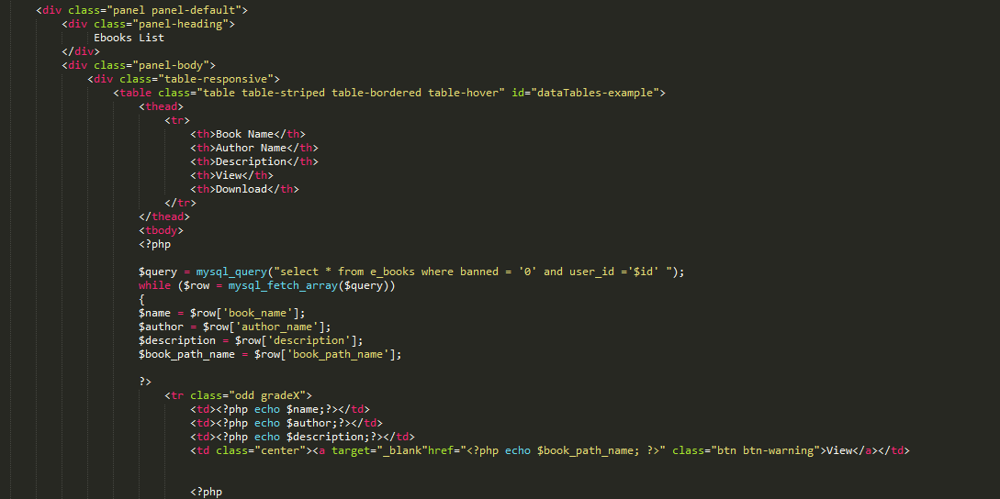 <div class="panel panel-default">
<div class="panel-heading">
Ebooks List
</div>
<div class="panel-body">
<div class="table-responsive">
<table class="table table-striped table-bordered table-hover" id="dataTables-example">
<thead>
<tr>
<th>Book Name</th>
<th>Author Name</th>
<th>Description</th>
<th>View</th>
<th>Download</th>
</tr>
</thead>
<tbody>
<?php
$query = mysql_query("select * from e_books where banned = '0' and user_id ='$id' ");
while ($row = mysql_fetch_array($query))
{
$name = $row['book_name'];
$author = $row['author_name'];
$description = $row['description'];
$book_path_name = $row['book_path_name'];
?>
<tr class="odd gradeX">
<td><?php echo $name;?></td>
<td><?php echo $author;?></td>
<td><?php echo $description;?></td>
<td class="center"><a target="_blank"href="<?php echo $book_path_name; ?>" class="btn btn-warning">View</a></td>
<?php